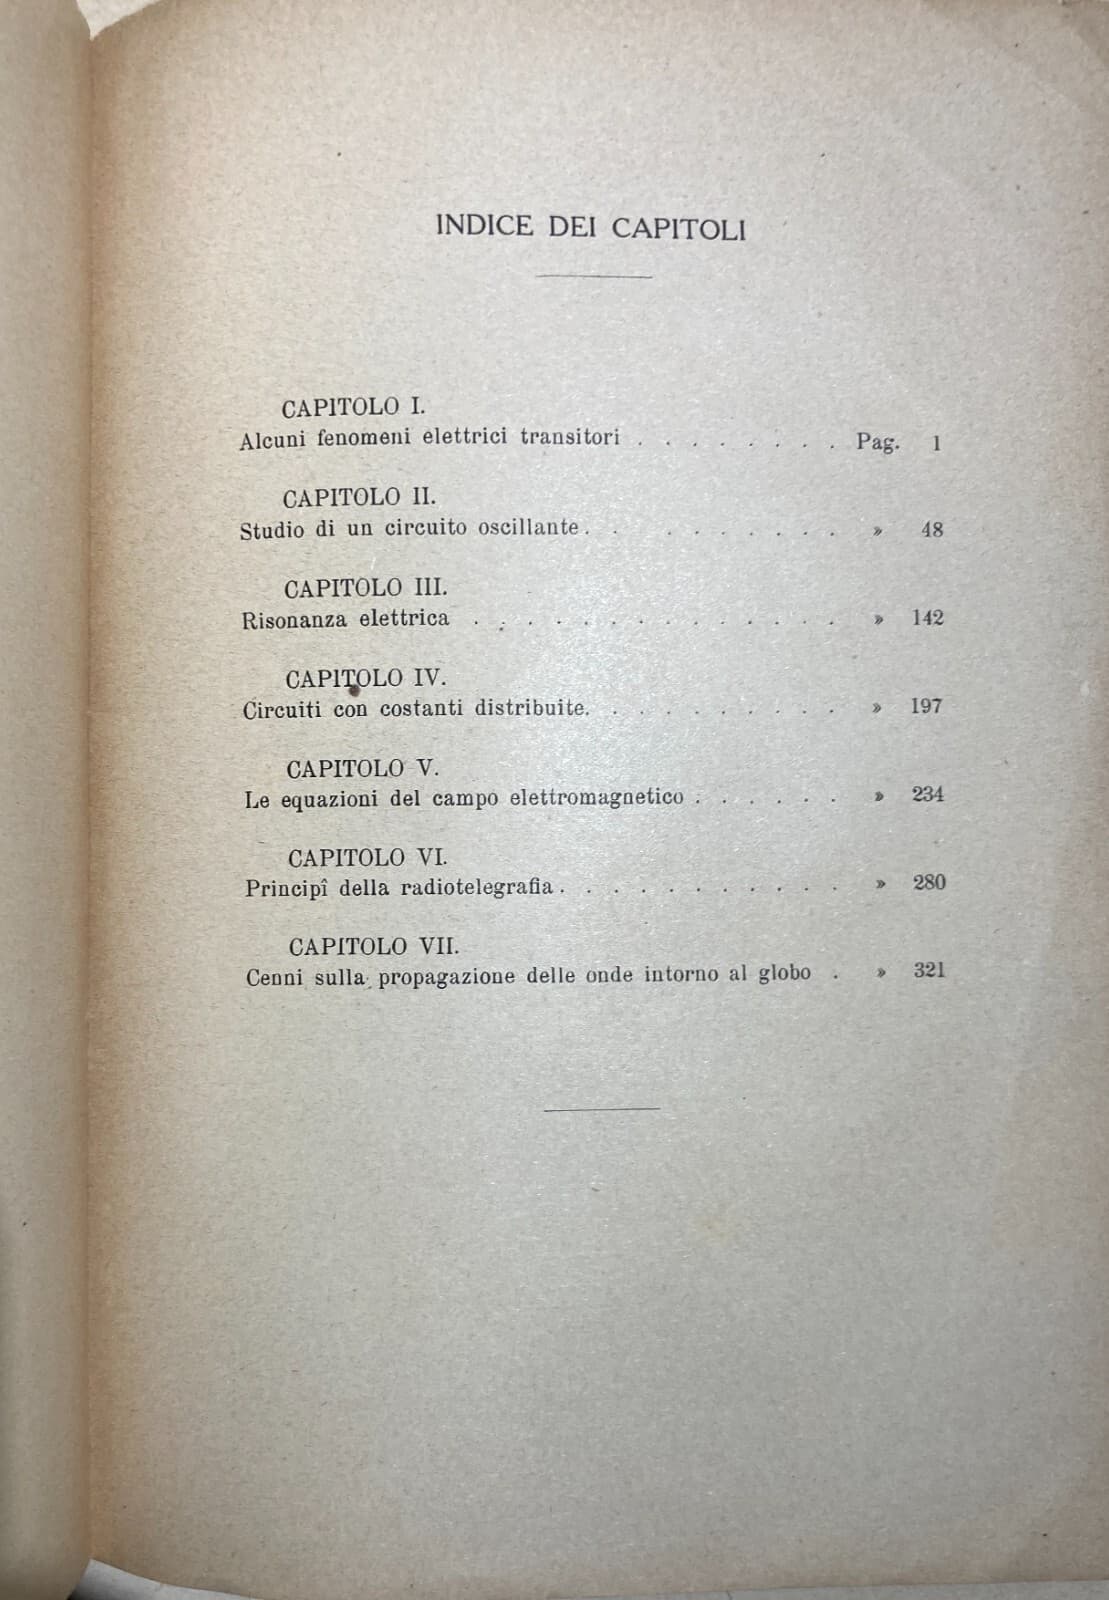 INDICE DEI CAPITOLI
CAPITOLO I.
Alcuni fenomeni elettrici transitori . . . . . . . . Pag. 1
CAPITOLO II.
Studio di un circuito oscillante . . . . . . . . . » 48
CAPITOLO III.
Risonanza elettrica . . . . . . . . . . . . . . » 142
CAPITOLO IV.
Circuiti con costanti distribuite. . . . . . . . . . » 197
CAPITOLO V.
Le equazioni del campo elettromagnetico . . . . . . » 234
CAPITOLO VI.
Principî della radiotelegrafia . . . . . . . . . . . » 280
CAPITOLO VII.
Cenni sulla propagazione delle onde intorno al globo . » 321